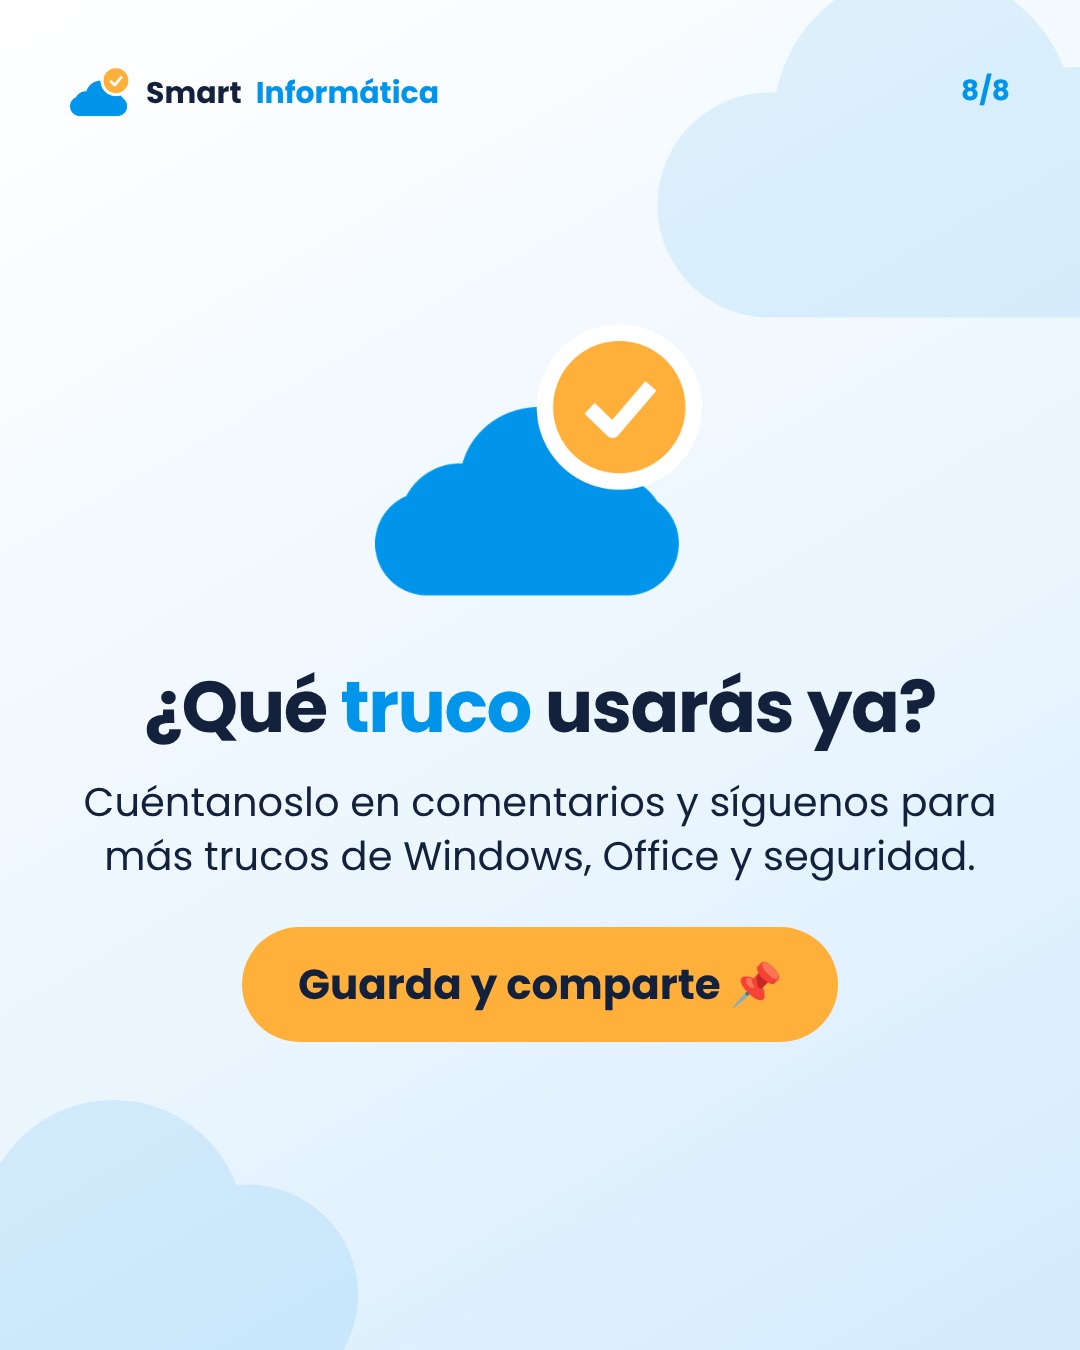 Smart Informática
8/8
¿Qué truco usarás ya?
Cuéntanoslo en comentarios y síguenos para
más trucos de Windows, Office y seguridad.
Guarda y comparte 📌